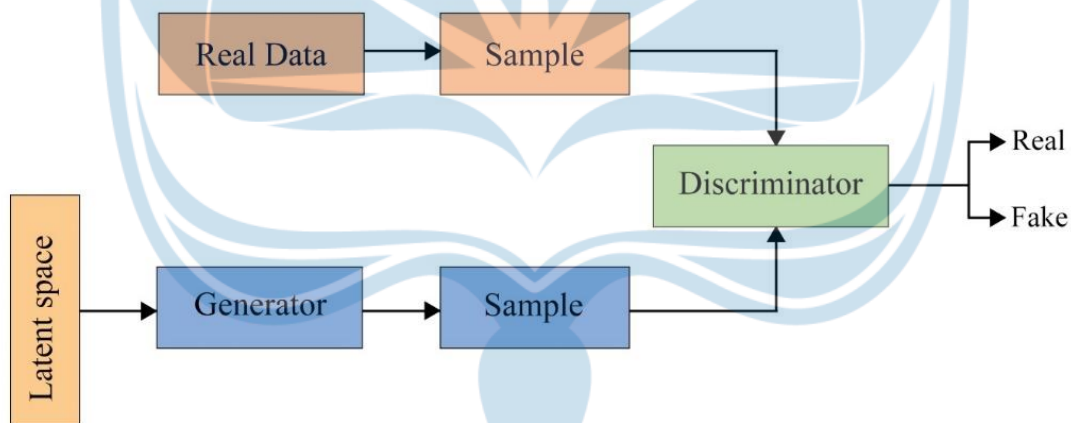 Real Data
Sample
Real
Discriminator
Fake
Latent space
Generator
Sample